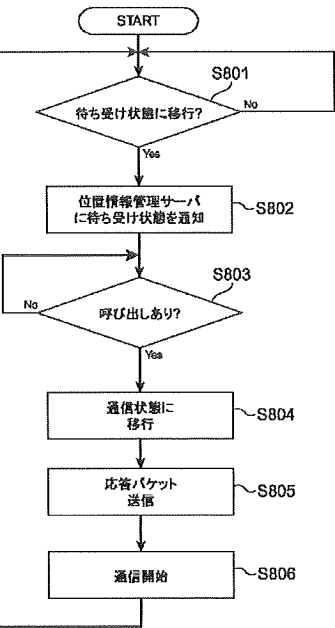 START
S801
待ち受け状態に移行?
No
Yes
位置情報管理サーバ
に待ち受け状態を通知
S802
S803
呼び出しあり?
No
Yes
通信状態に
移行
S804
応答パケット
送信
S805
通信開始
S806